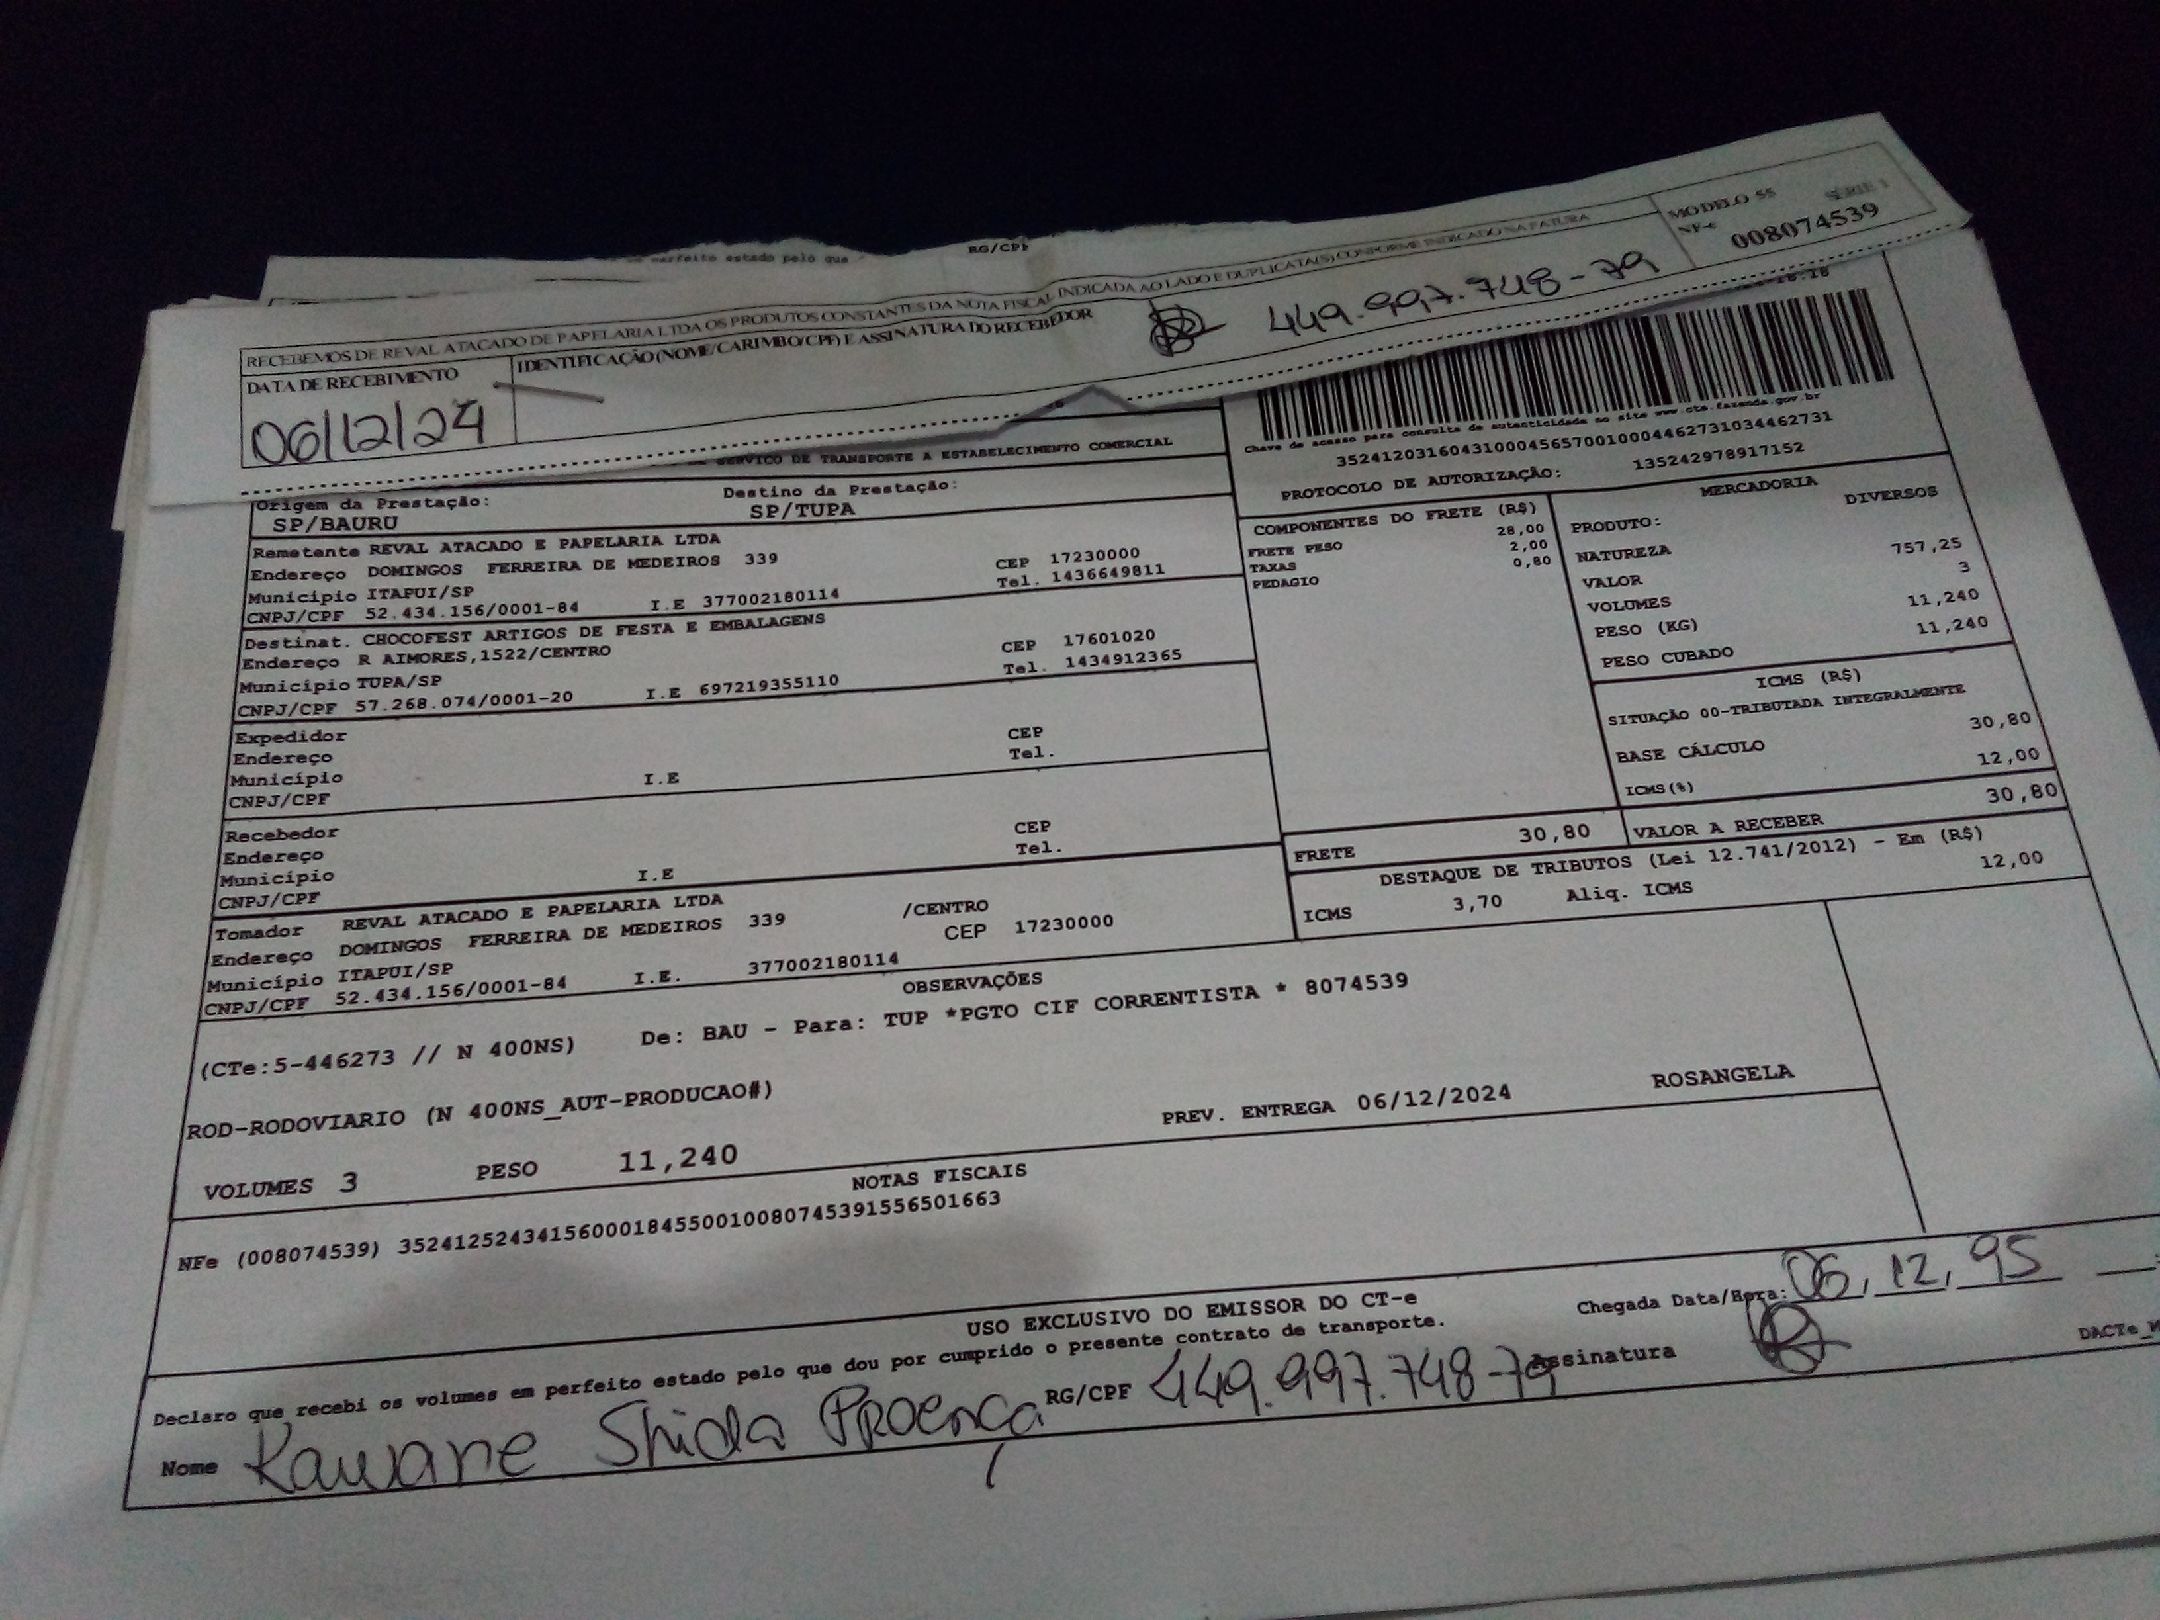 perfeito estado pelo que
RG/CPF
RECEBEMOS DE REVAL ATACADO DE PAPELARIA LTDA OS PRODUTOS CONSTANTES DA NOTA FISCAL INDICADA AO LADO E DUPLICATA(S) CONFORME INDICADO NA FATURA
MODELO 55 SERIE 1
NF-e 008074539
DATA DE RECEBIMENTO
IDENTIFICAÇÃO (NOME/CARIMBO/CPF) E ASSINATURA DO RECEBEDOR
449.997.748-79
06/12/24
Chave de acesso para consulta de autenticidade no site www.cte.fazenda.gov.br
35241203160431000456570010004462731034462731
PROTOCOLO DE AUTORIZAÇÃO: 135242978917152
SERVICO DE TRANSPORTE A ESTABELECIMENTO COMERCIAL
Origem da Prestação: Destino da Prestação:
SP/BAURU SP/TUPA
Remetente REVAL ATACADO E PAPELARIA LTDA
Endereço DOMINGOS FERREIRA DE MEDEIROS 339 CEP 17230000
Município ITAPUI/SP Tel. 1436649811
CNPJ/CPF 52.434.156/0001-84 I.E 377002180114
Destinat. CHOCOFEST ARTIGOS DE FESTA E EMBALAGENS
Endereço R AIMORES,1522/CENTRO CEP 17601020
Município TUPA/SP Tel. 1434912365
CNPJ/CPF 57.268.074/0001-20 I.E 697219355110
Expedidor CEP
Endereço Tel.
Município I.E
CNPJ/CPF
Recebedor CEP
Endereço Tel.
Município I.E
CNPJ/CPF
Tomador REVAL ATACADO E PAPELARIA LTDA
Endereço DOMINGOS FERREIRA DE MEDEIROS 339 /CENTRO
Município ITAPUI/SP CEP 17230000
CNPJ/CPF 52.434.156/0001-84 I.E. 377002180114
COMPONENTES DO FRETE (R$)
FRETE PESO 28,00
TAXAS 2,00
PEDAGIO 0,80
MERCADORIA
PRODUTO: DIVERSOS
NATUREZA
VALOR 757,25
VOLUMES 3
PESO (KG) 11,240
PESO CUBADO 11,240
ICMS (R$)
SITUAÇÃO 00-TRIBUTADA INTEGRALMENTE
BASE CÁLCULO 30,80
ICMS(%) 12,00
FRETE 30,80 VALOR A RECEBER 30,80
DESTAQUE DE TRIBUTOS (Lei 12.741/2012) - Em (R$)
ICMS 3,70 Aliq. ICMS 12,00
OBSERVAÇÕES
(CTe:5-446273 // N 400NS) De: BAU - Para: TUP *PGTO CIF CORRENTISTA * 8074539
ROD-RODOVIARIO (N 400NS_AUT-PRODUCAO#)
PREV. ENTREGA 06/12/2024 ROSANGELA
VOLUMES 3 PESO 11,240
NOTAS FISCAIS
NFe (008074539) 35241252434156000184550010080745391556501663
USO EXCLUSIVO DO EMISSOR DO CT-e
Chegada Data/Hora: 06, 12, 95
Declaro que recebi os volumes em perfeito estado pelo que dou por cumprido o presente contrato de transporte.
DACTe_
Nome Kawane Shida Proença RG/CPF 449.997.748-79 Assinatura